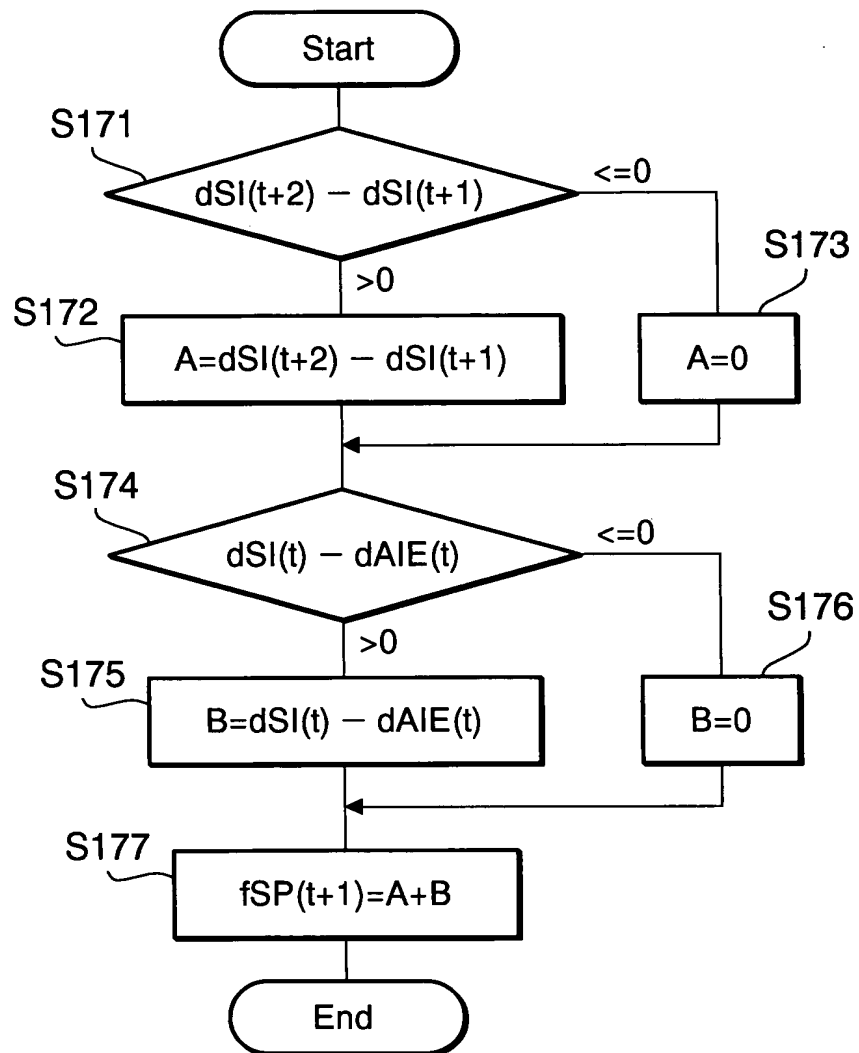 Start
S171
dSI(t+2) − dSI(t+1)
<=0
>0
S173
S172
A=dSI(t+2) − dSI(t+1)
A=0
S174
dSI(t) − dAIE(t)
<=0
>0
S176
S175
B=dSI(t) − dAIE(t)
B=0
S177
fSP(t+1)=A+B
End